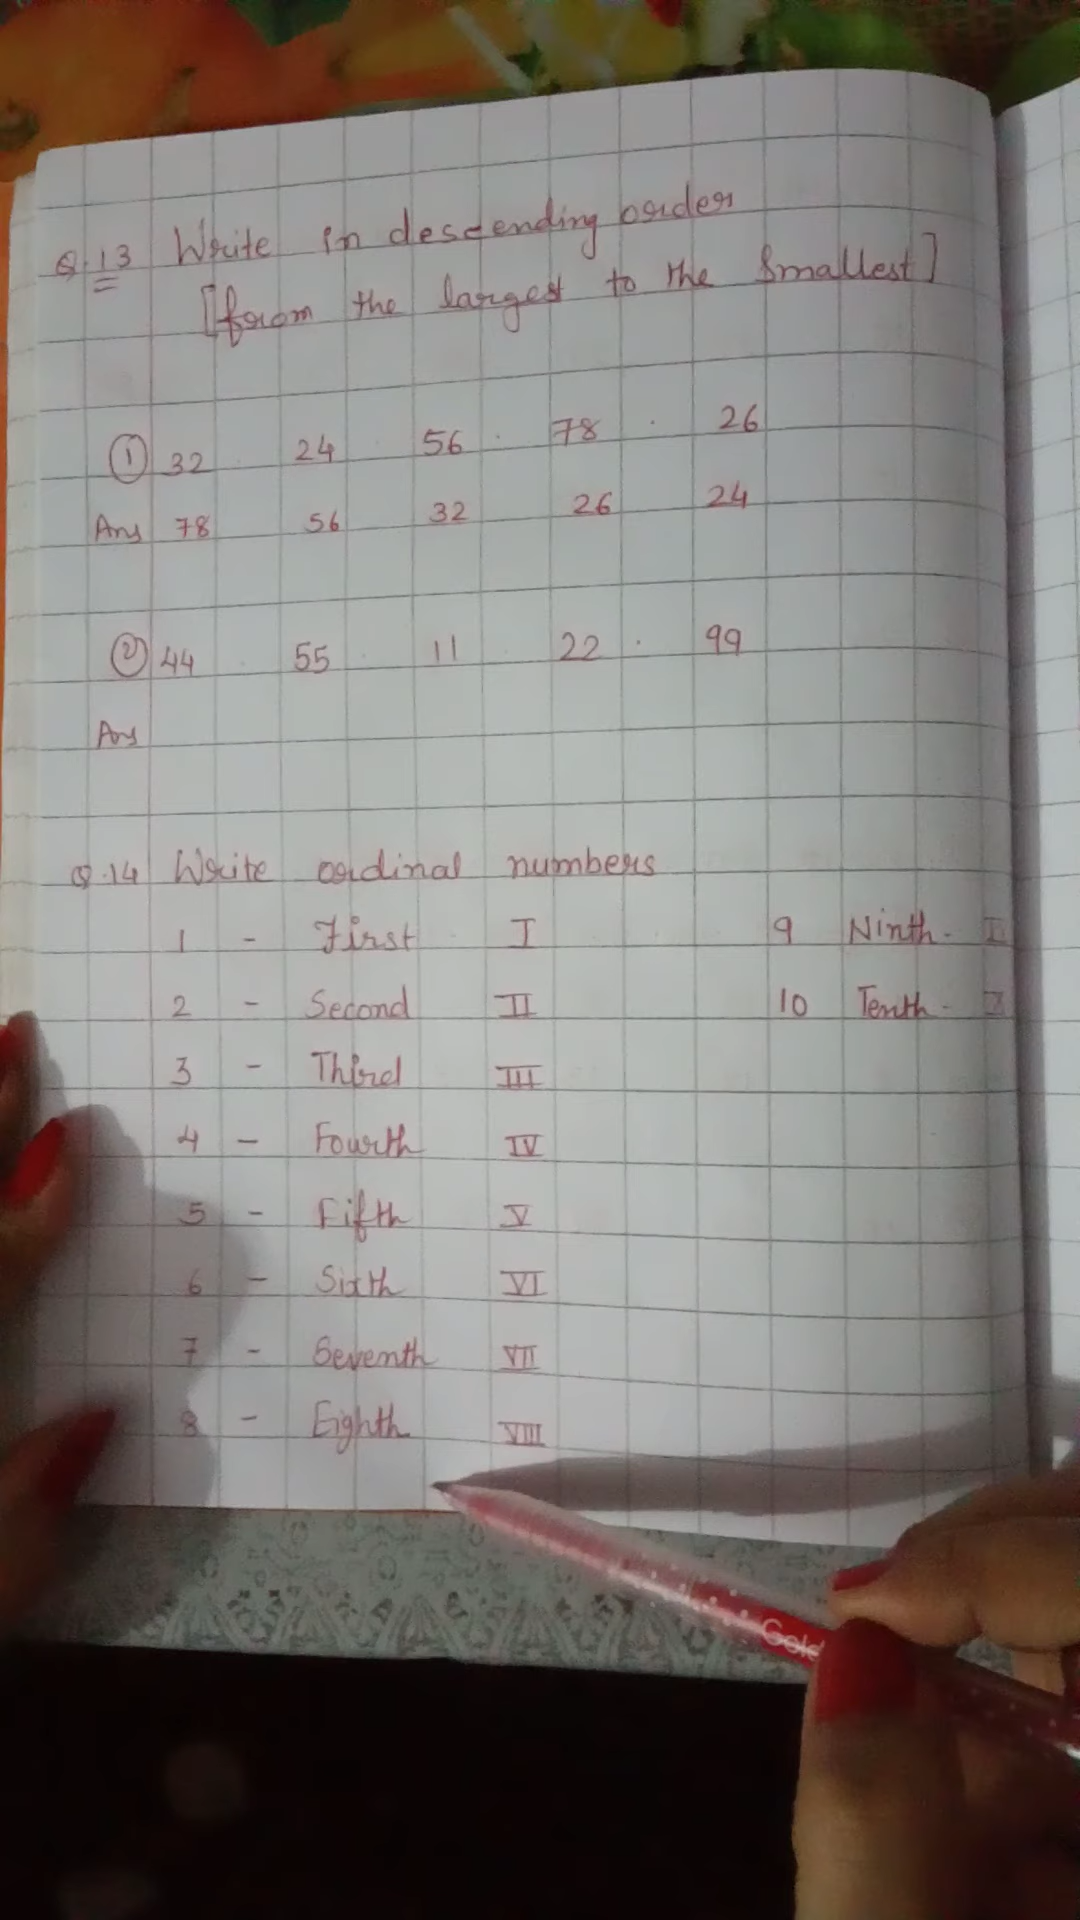 Q.13 Write in descending order
[from the largest to the smallest]
① 32 24 56 78 26
Ans 78 56 32 26 24
② 44 55 11 22 99
Ans
Q.14 Write ordinal numbers
1 - First I 9 Ninth -
2 - Second II 10 Tenth -
3 - Third III
4 - Fourth IV
5 - Fifth V
6 - Sixth VI
7 - Seventh VII
8 - Eighth VIII
Gold